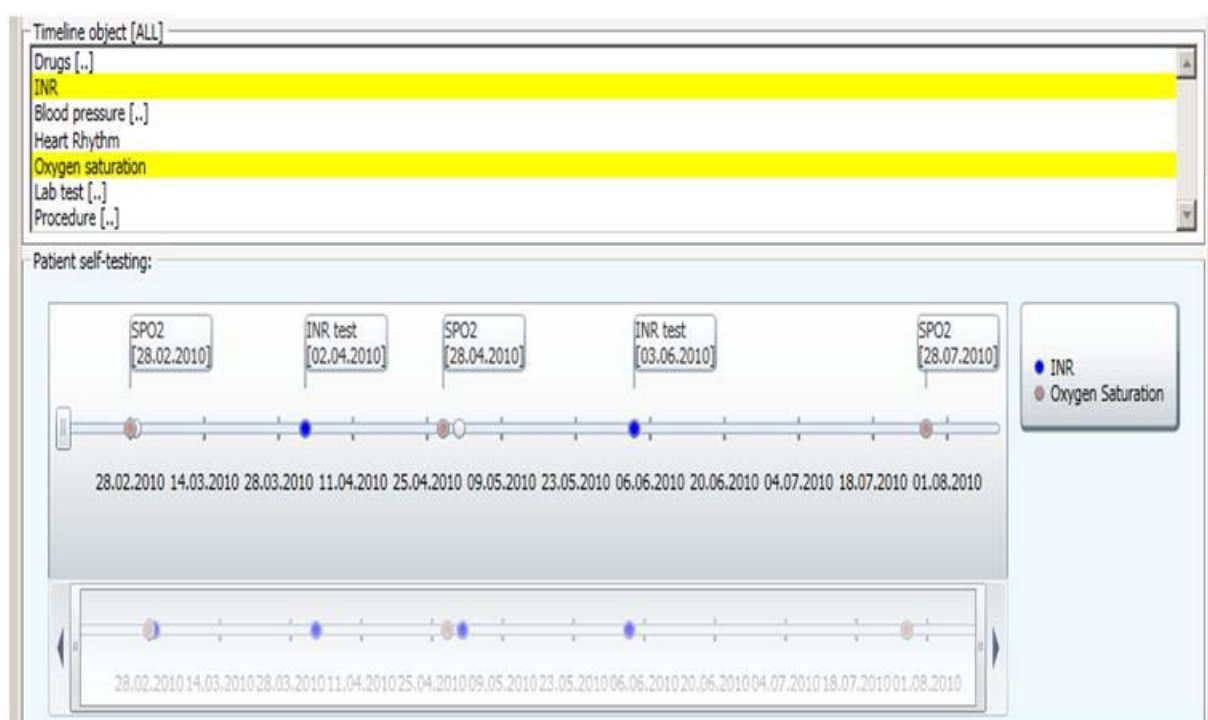 Timeline object [ALL]
Drugs [..]
INR
Blood pressure [..]
Heart Rhythm
Oxygen saturation
Lab test [..]
Procedure [..]
Patient self-testing:
SPO2
[28.02.2010]
INR test
[02.04.2010]
SPO2
[28.04.2010]
INR test
[03.06.2010]
SPO2
[28.07.2010]
INR
Oxygen Saturation
28.02.2010 14.03.2010 28.03.2010 11.04.2010 25.04.2010 09.05.2010 23.05.2010 06.06.2010 20.06.2010 04.07.2010 18.07.2010 01.08.2010
28.02.2010 14.03.2010 28.03.2010 11.04.2010 25.04.2010 09.05.2010 23.05.2010 06.06.2010 20.06.2010 04.07.2010 18.07.2010 01.08.2010